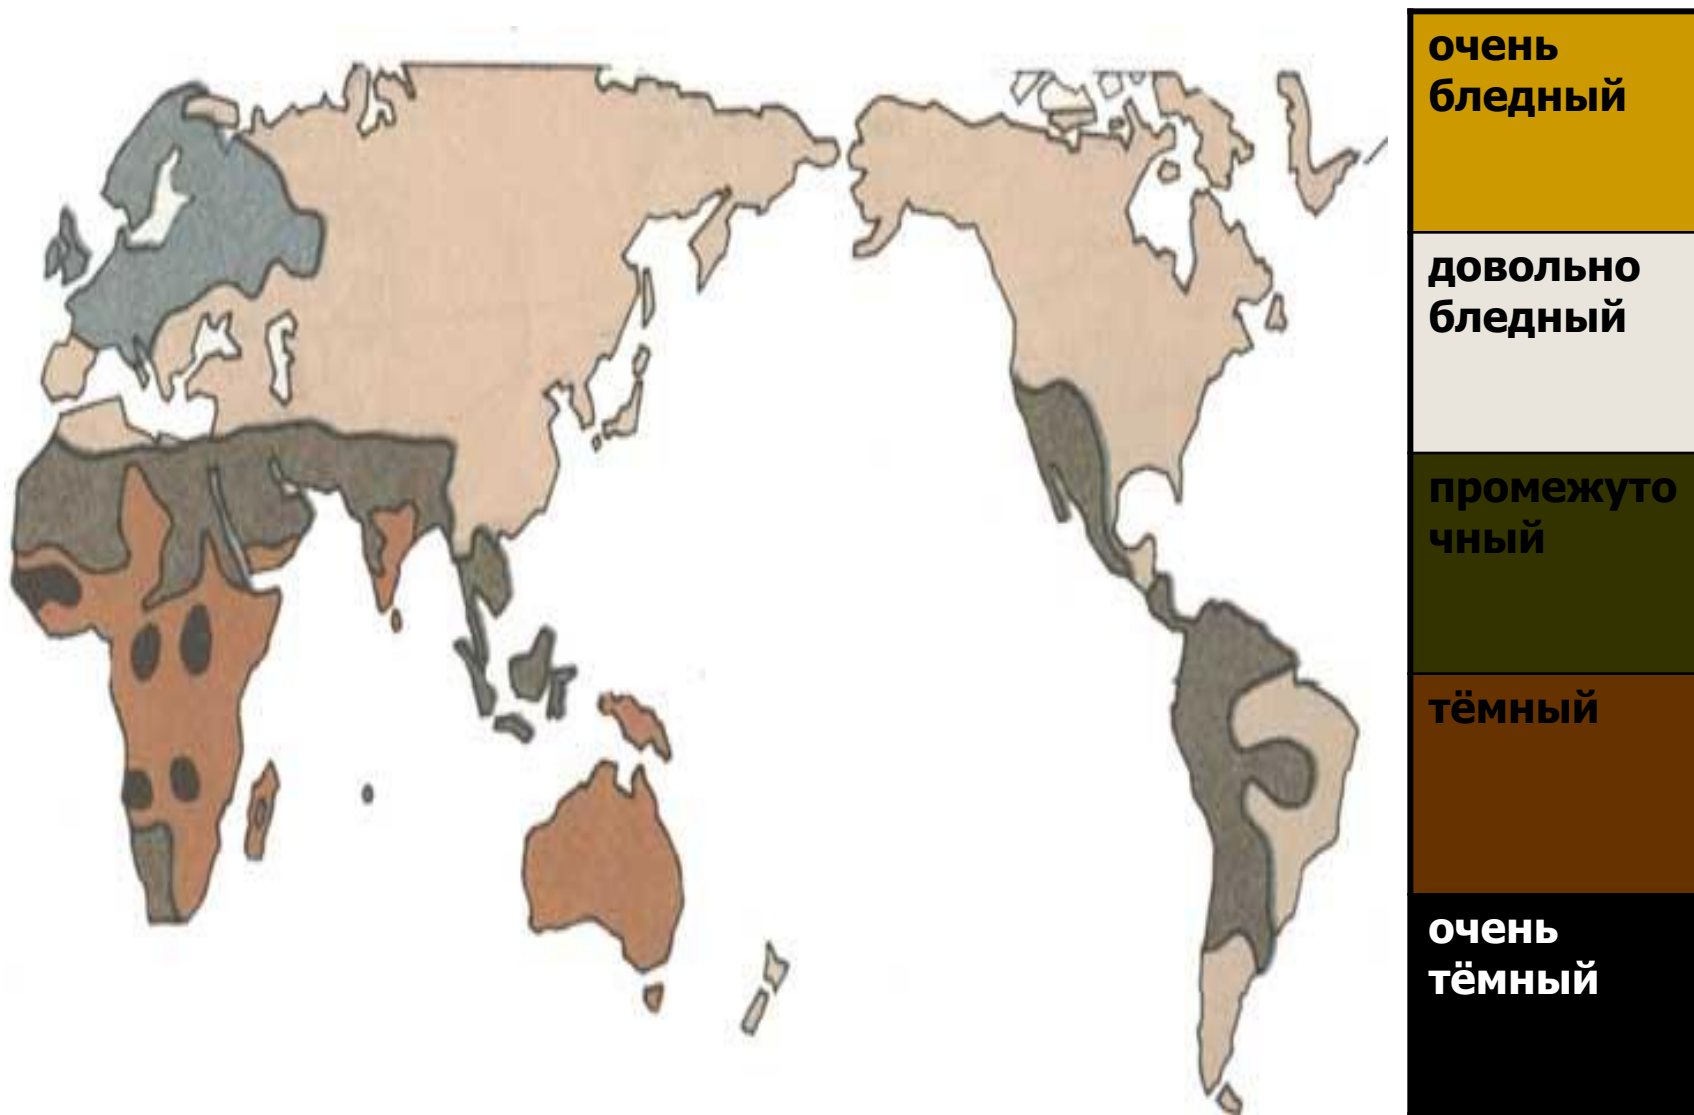 очень
бледный
довольно
бледный
промежуто
чный
тёмный
очень
тёмный